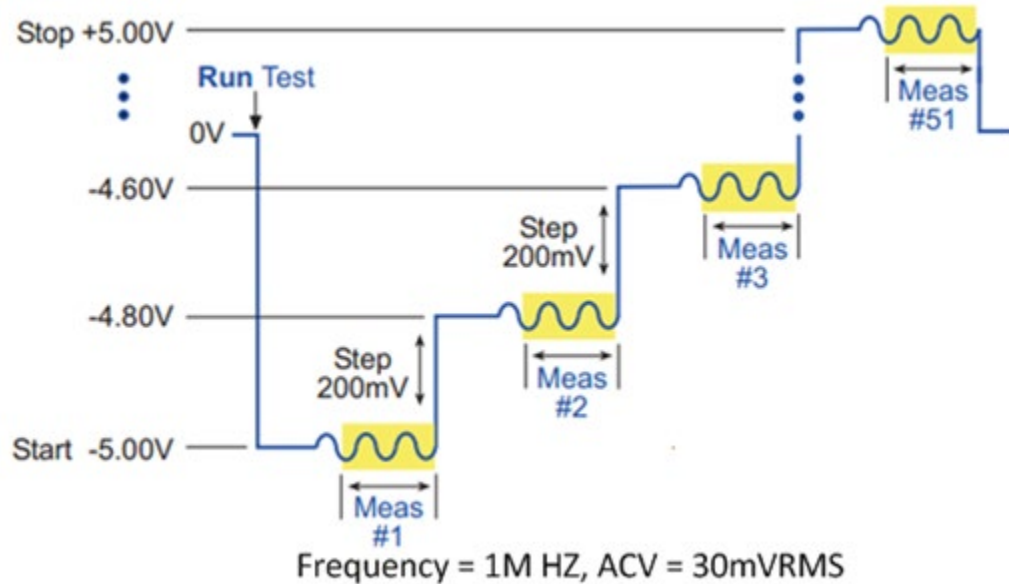 Stop +5.00V
Run Test
0V
-4.60V
-4.80V
Start -5.00V
Step
200mV
Step
200mV
Meas
#1
Meas
#2
Meas
#3
Meas
#51
Frequency = 1M HZ, ACV = 30mVRMS